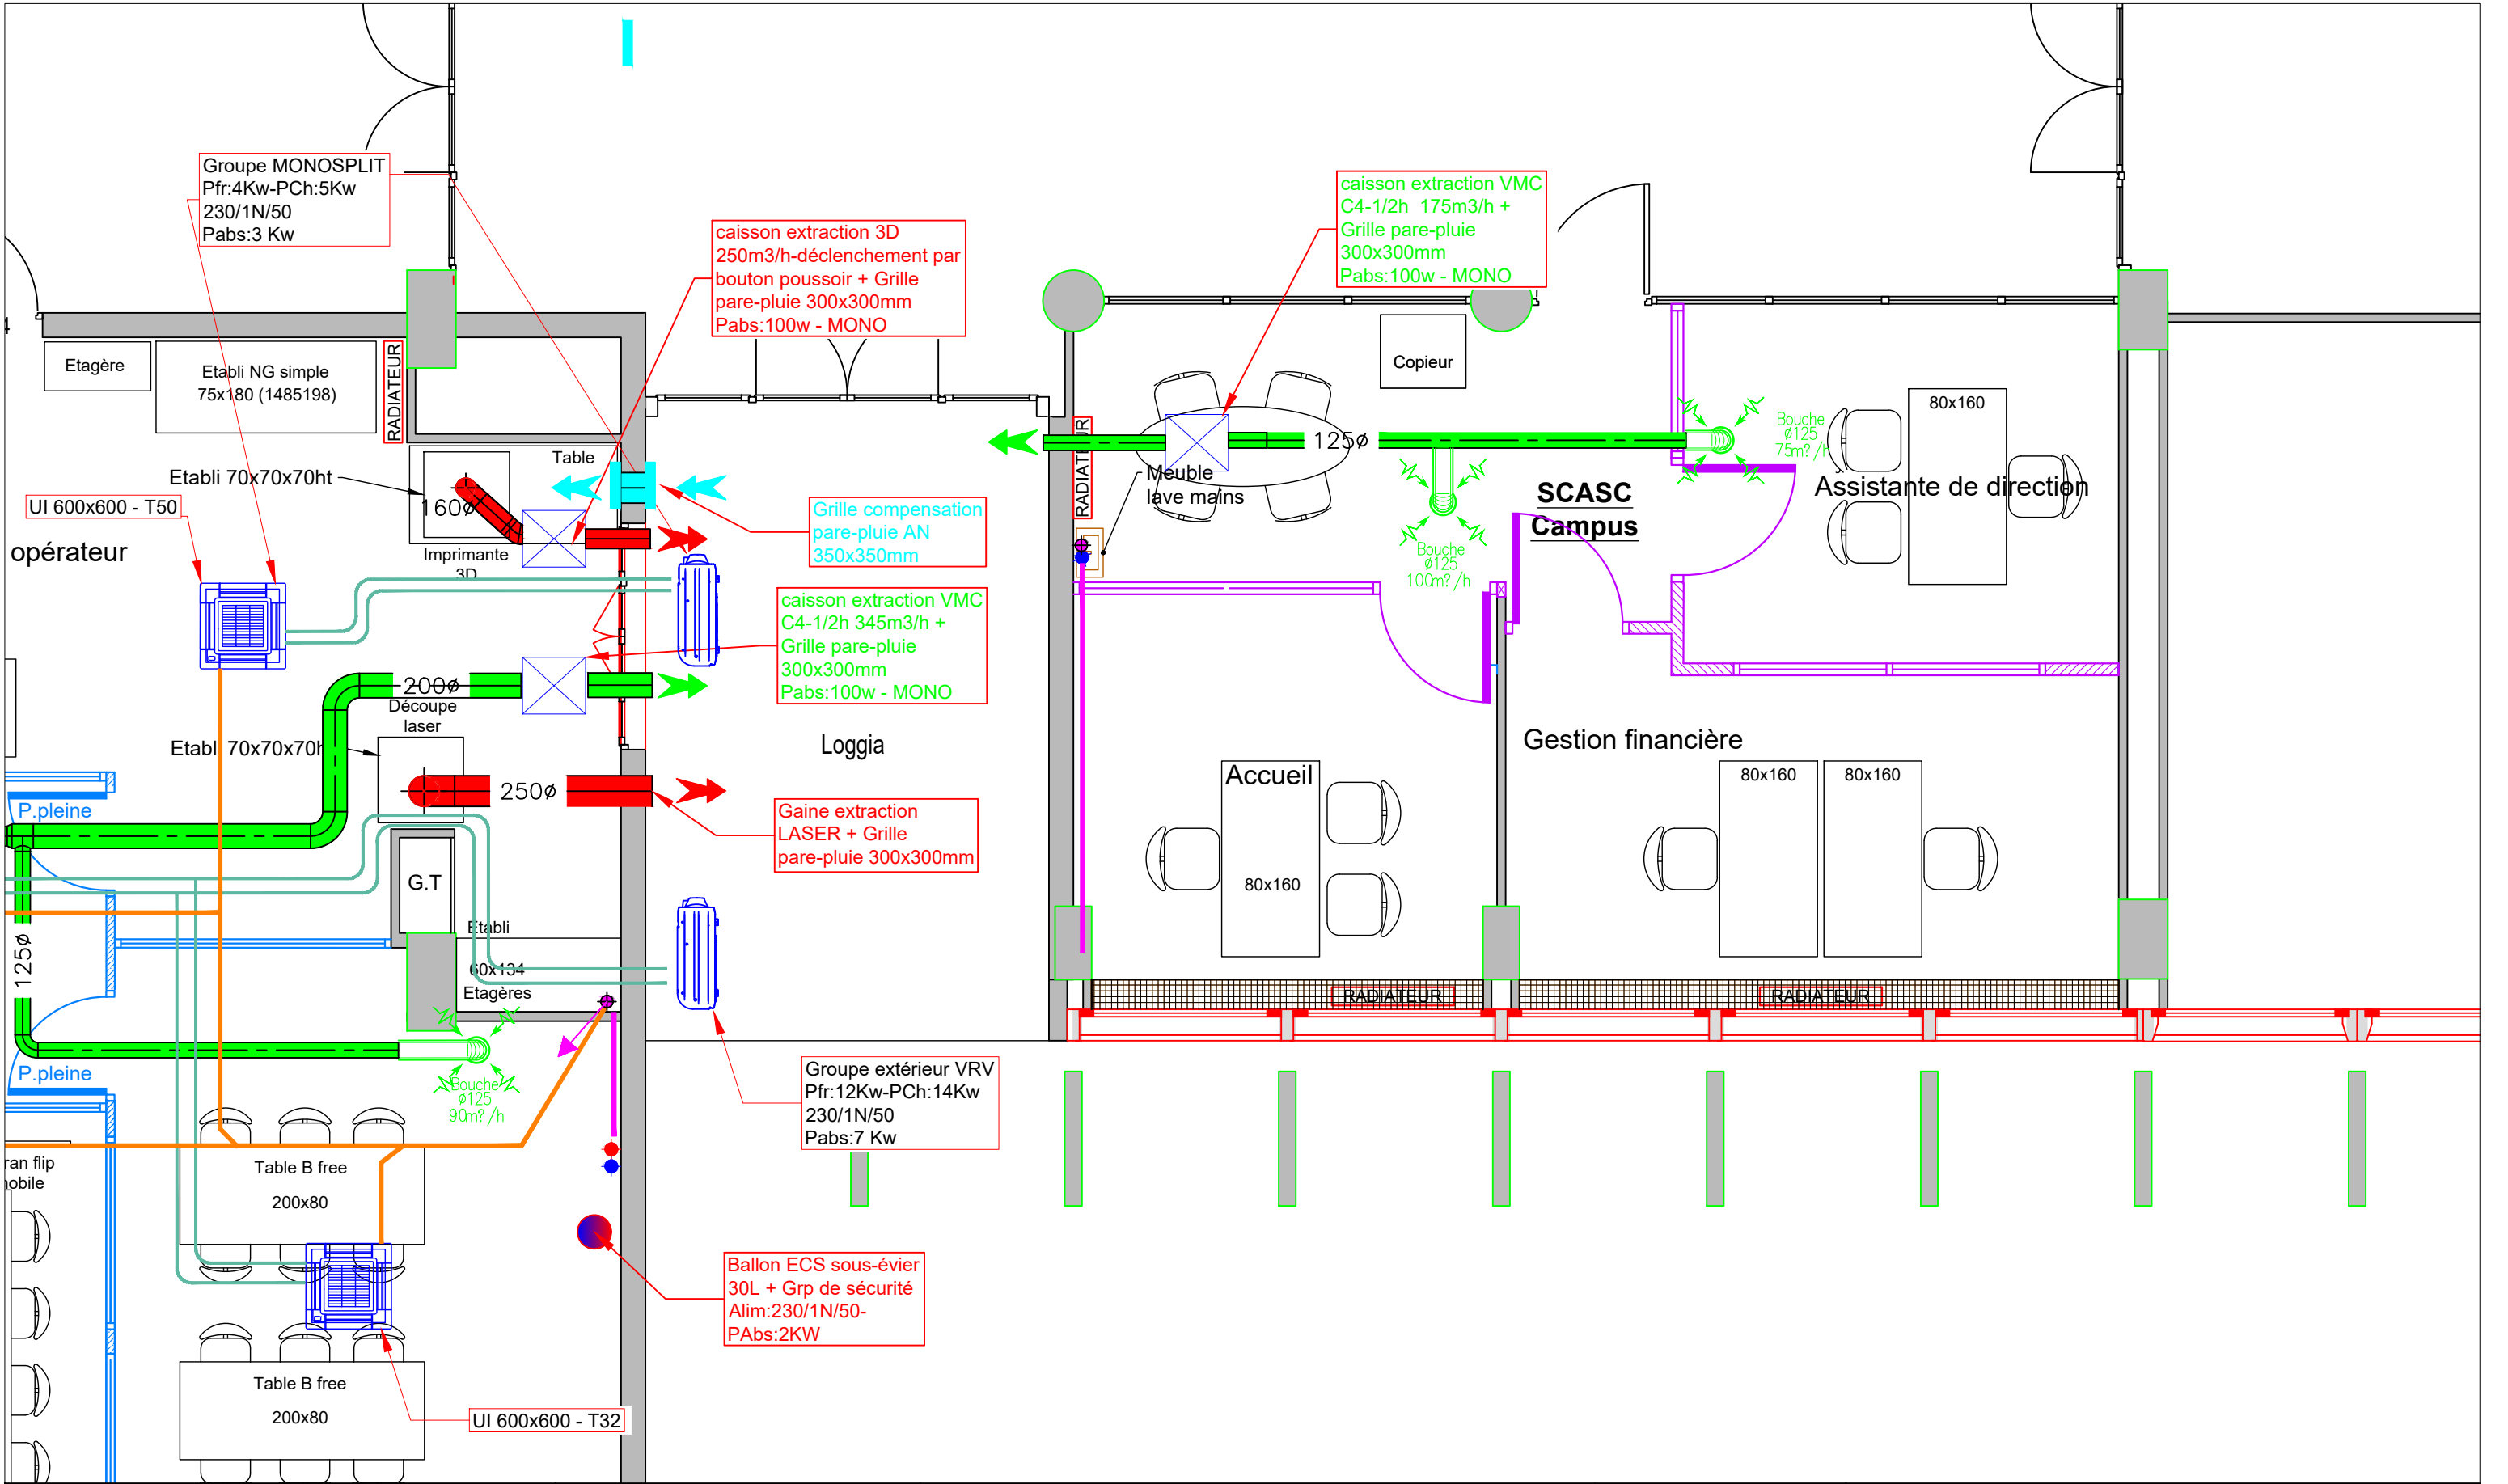 Groupe MONOSPLIT
Pfr:4Kw-PCh:5Kw
230/1N/50
Pabs:3 Kw
caisson extraction 3D
250m3/h-déclenchement par
bouton poussoir + Grille
pare-pluie 300x300mm
Pabs:100w - MONO
caisson extraction VMC
C4-1/2h 175m3/h +
Grille pare-pluie
300x300mm
Pabs:100w - MONO
Etagère
Etabli NG simple
75x180 (1485198)
RADIATEUR
Copieur
80x160
Bouche
ø125
75m?/h
125ø
RADIATEUR
Meuble
lave mains
SCASC
Campus
Assistante de direction
Table
Etabli 70x70x70ht
160ø
UI 600x600 - T50
opérateur
Imprimante
3D
Grille compensation
pare-pluie AN
350x350mm
Bouche
ø125
100m?/h
caisson extraction VMC
C4-1/2h 345m3/h +
Grille pare-pluie
300x300mm
Pabs:100w - MONO
200ø
Découpe
laser
Etabli 70x70x70h
Loggia
Gestion financière
Accueil
80x160
80x160
80x160
250ø
P.pleine
Gaine extraction
LASER + Grille
pare-pluie 300x300mm
G.T
Etabli
60x134
Etagères
125ø
RADIATEUR
RADIATEUR
P.pleine
Bouche
ø125
90m?/h
Groupe extérieur VRV
Pfr:12Kw-PCh:14Kw
230/1N/50
Pabs:7 Kw
ran flip
obile
Table B free
200x80
Ballon ECS sous-évier
30L + Grp de sécurité
Alim:230/1N/50-
PAbs:2KW
Table B free
200x80
UI 600x600 - T32